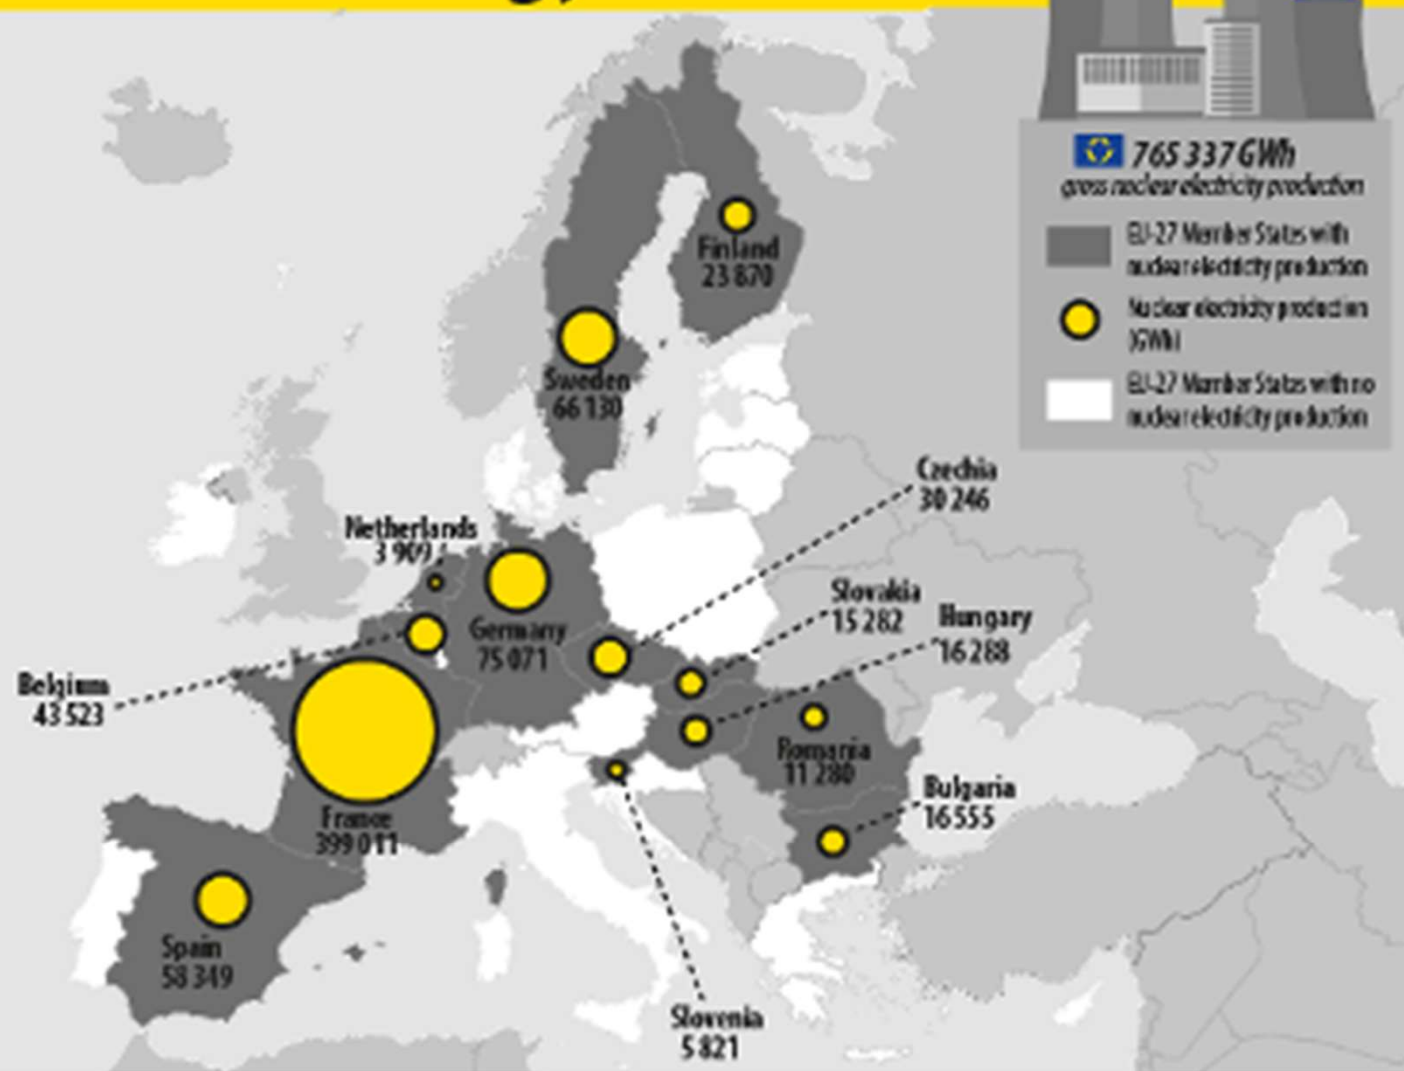 765 337 GWh
gross nuclear electricity production
EU-27 Member States with
nuclear electricity production
Nuclear electricity production
(GWh)
EU-27 Member States with no
nuclear electricity production
Finland
23 870
Sweden
66 130
Czechia
30 246
Netherlands
3 909
Slovakia
15 282
Hungary
16 288
Germany
75 071
Belgium
43 523
Romania
11 280
Bulgaria
16 555
France
399 011
Spain
58 349
Slovenia
5 821